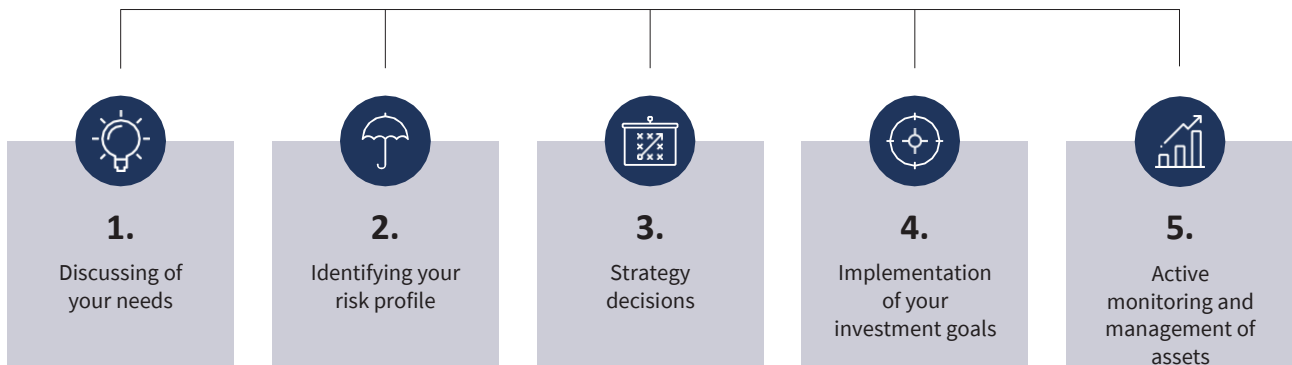 1.
Discussing of
your needs
2.
Identifying your
risk profile
3.
Strategy
decisions
4.
Implementation
of your
investment goals
5.
Active
monitoring and
management of
assets